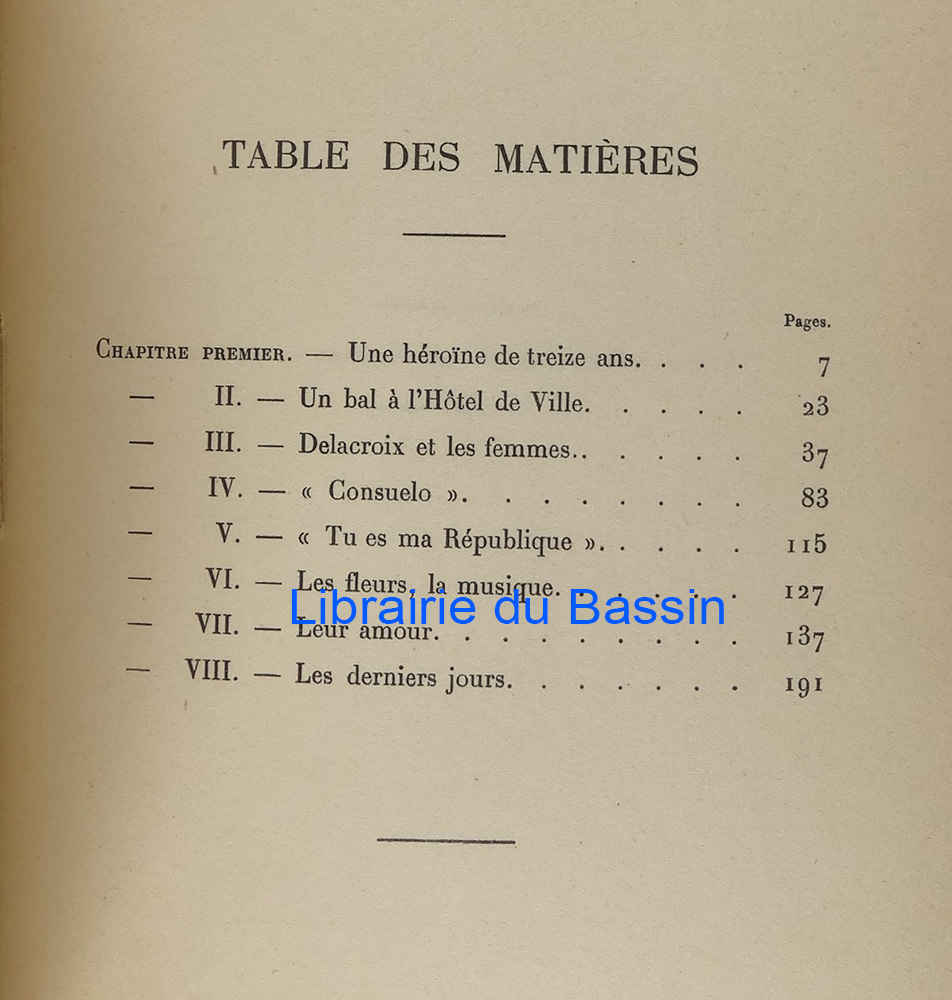 TABLE DES MATIÈRES
Pages.
CHAPITRE PREMIER. — Une héroïne de treize ans. . . . 7
— II. — Un bal à l'Hôtel de Ville. . . . . 23
— III. — Delacroix et les femmes. . . . . . 37
— IV. — « Consuelo ». . . . . . . . 83
— V. — « Tu es ma République ». . . . . 115
— VI. — Les fleurs, la musique. . . . . . 127
Librairie du Bassin
— VII. — Leur amour. . . . . . . . . 137
— VIII. — Les derniers jours. . . . . . . 191